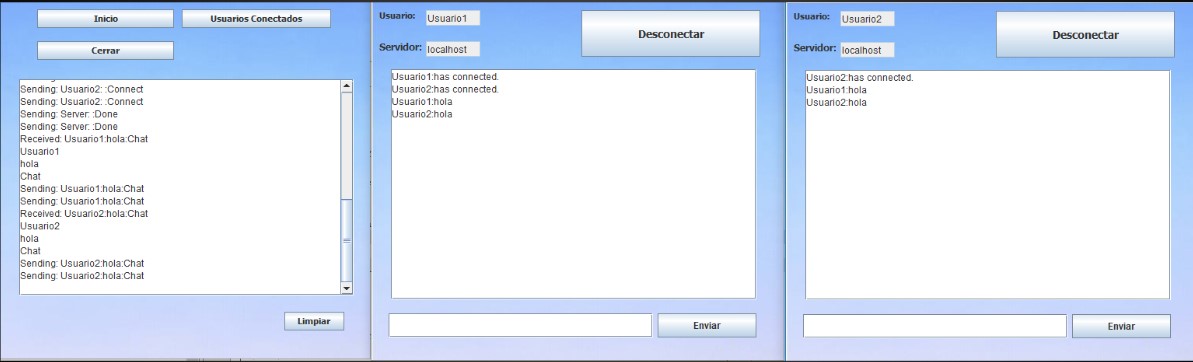 Inicio
Usuarios Conectados
Cerrar
Sending: Usuario2: :Connect
Sending: Usuario2: :Connect
Sending: Server: :Done
Sending: Server: :Done
Received: Usuario1:hola:Chat
Usuario1
hola
Chat
Sending: Usuario1:hola:Chat
Sending: Usuario1:hola:Chat
Received: Usuario2:hola:Chat
Usuario2
hola
Chat
Sending: Usuario2:hola:Chat
Sending: Usuario2:hola:Chat
Limpiar
Usuario: Usuario1
Servidor: localhost
Desconectar
Usuario1:has connected.
Usuario2:has connected.
Usuario1:hola
Usuario2:hola
Enviar
Usuario: Usuario2
Servidor: localhost
Desconectar
Usuario2:has connected.
Usuario1:hola
Usuario2:hola
Enviar